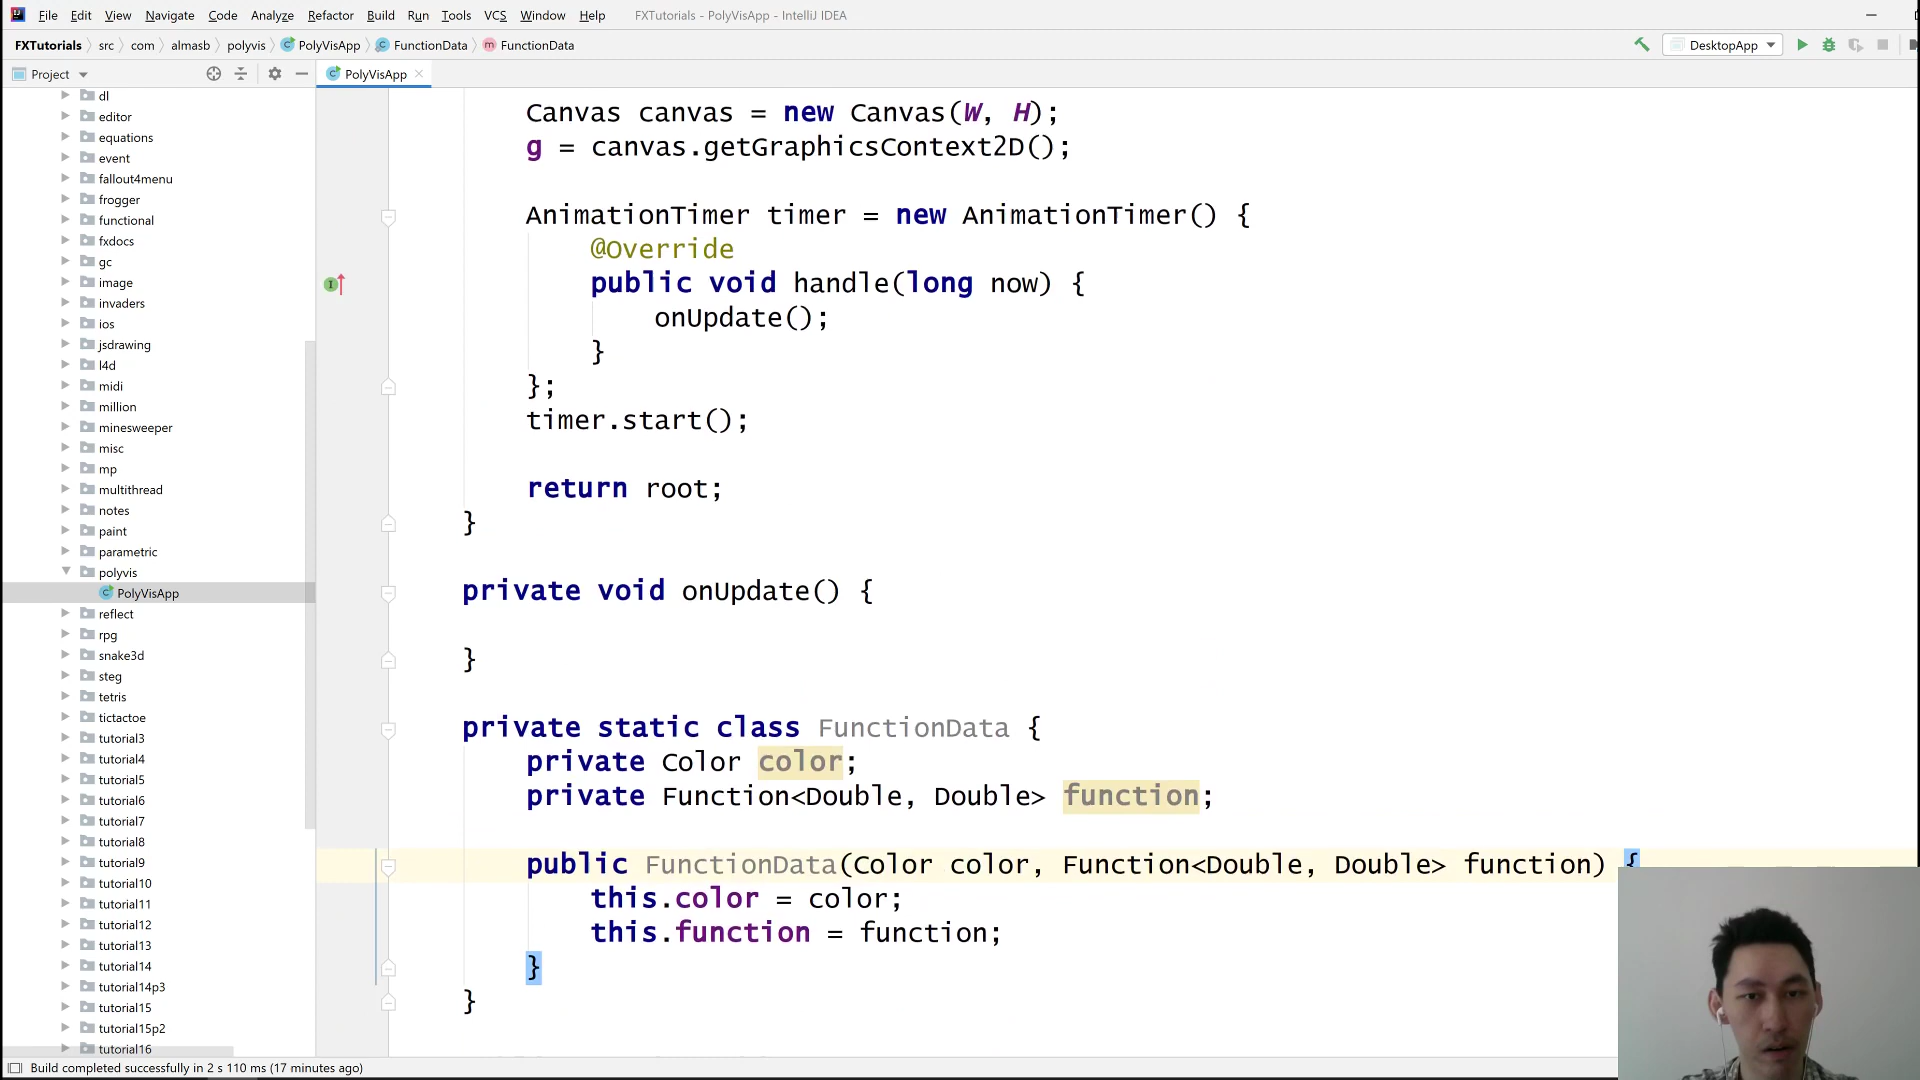 File Edit View Navigate Code Analyze Refactor Build Run Tools VCS Window Help FXTutorials - PolyVisApp - IntelliJ IDEA
FXTutorials src com almasb polyvis PolyVisApp FunctionData FunctionData DesktopApp
Project PolyVisApp
dl
editor
equations
event
fallout4menu
frogger
functional
fxdocs
gc
image
invaders
ios
jsdrawing
l4d
midi
million
minesweeper
misc
mp
multithread
notes
paint
parametric
polyvis
PolyVisApp
reflect
rpg
snake3d
steg
tetris
tictactoe
tutorial3
tutorial4
tutorial5
tutorial6
tutorial7
tutorial8
tutorial9
tutorial10
tutorial11
tutorial12
tutorial13
tutorial14
tutorial14p3
tutorial15
tutorial15p2
tutorial16
Canvas canvas = new Canvas(W, H);
g = canvas.getGraphicsContext2D();
AnimationTimer timer = new AnimationTimer() {
@Override
public void handle(long now) {
onUpdate();
}
};
timer.start();
return root;
}
private void onUpdate() {
}
private static class FunctionData {
private Color color;
private Function<Double, Double> function;
public FunctionData(Color color, Function<Double, Double> function) {
this.color = color;
this.function = function;
}
}
Build completed successfully in 2 s 110 ms (17 minutes ago)